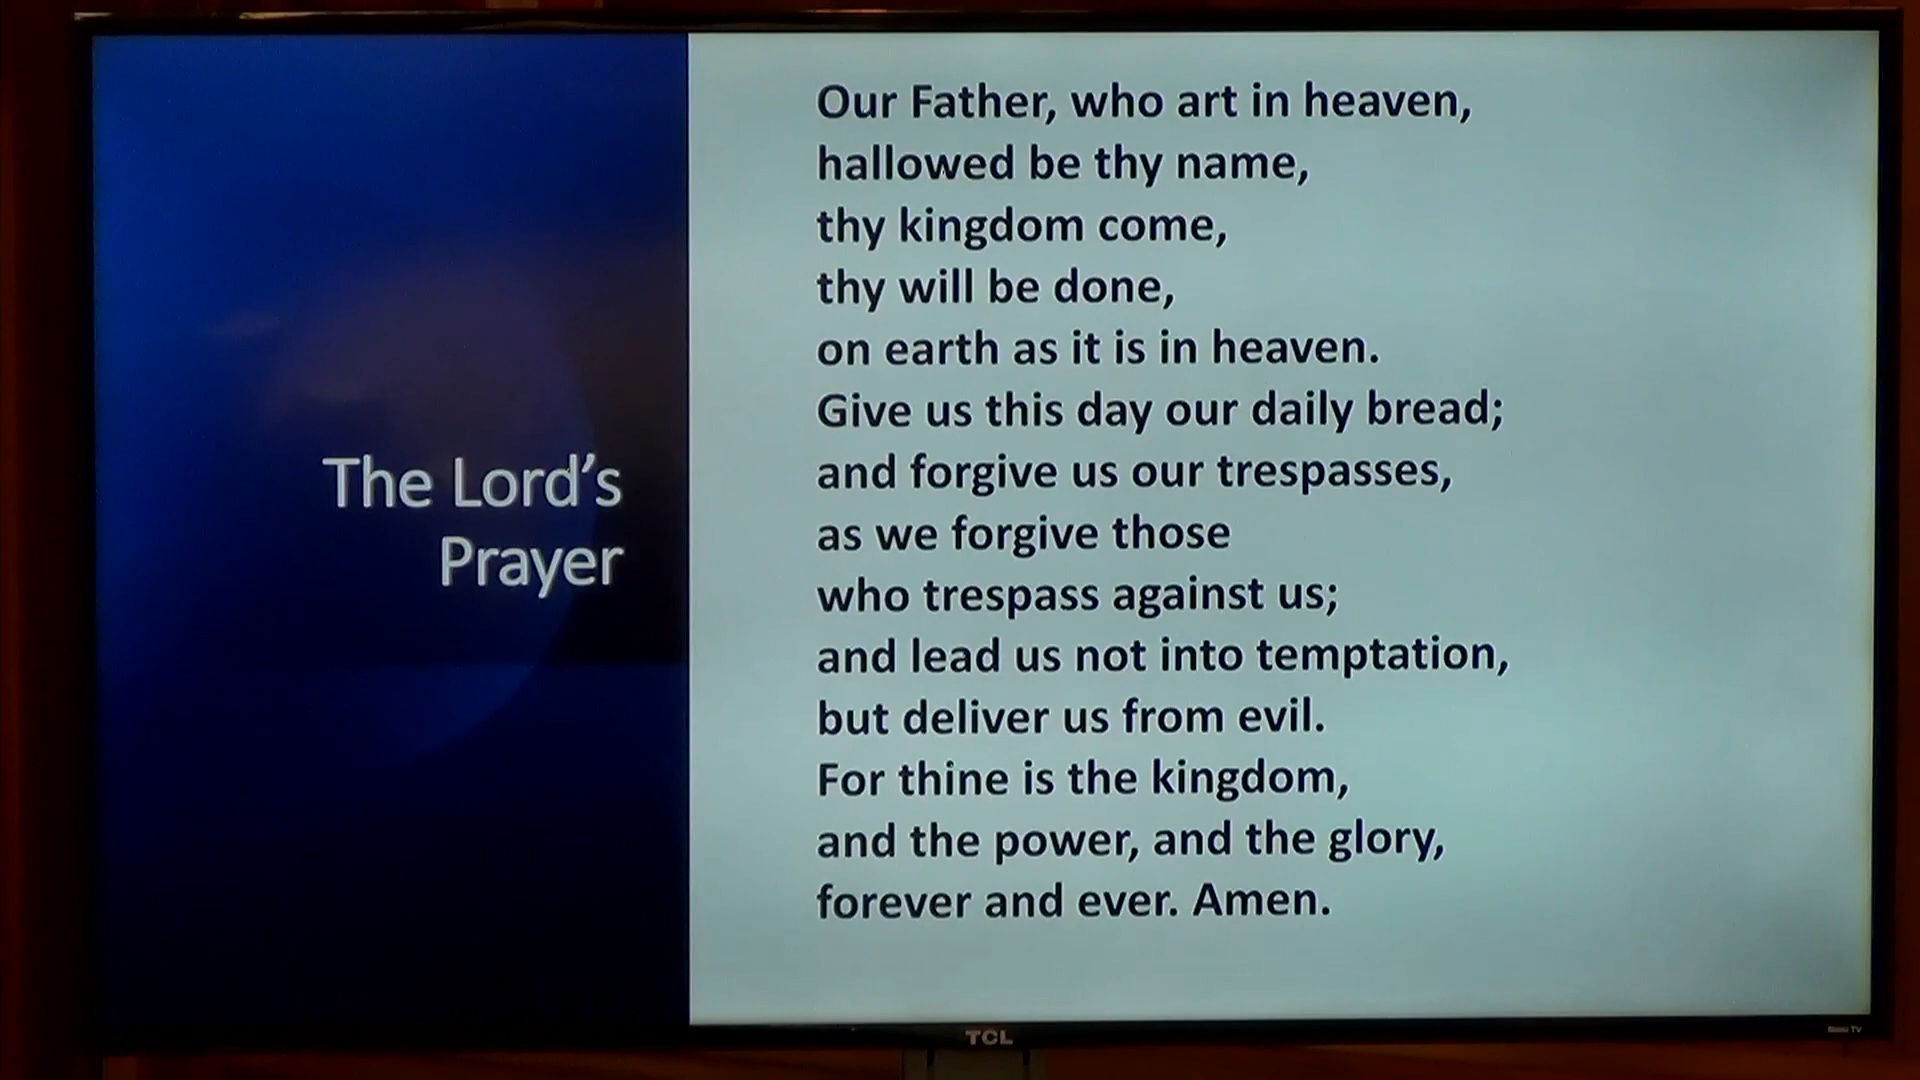 The Lord's
Prayer
Our Father, who art in heaven,
hallowed be thy name,
thy kingdom come,
thy will be done,
on earth as it is in heaven.
Give us this day our daily bread;
and forgive us our trespasses,
as we forgive those
who trespass against us;
and lead us not into temptation,
but deliver us from evil.
For thine is the kingdom,
and the power, and the glory,
forever and ever. Amen.
TCL
Roku TV